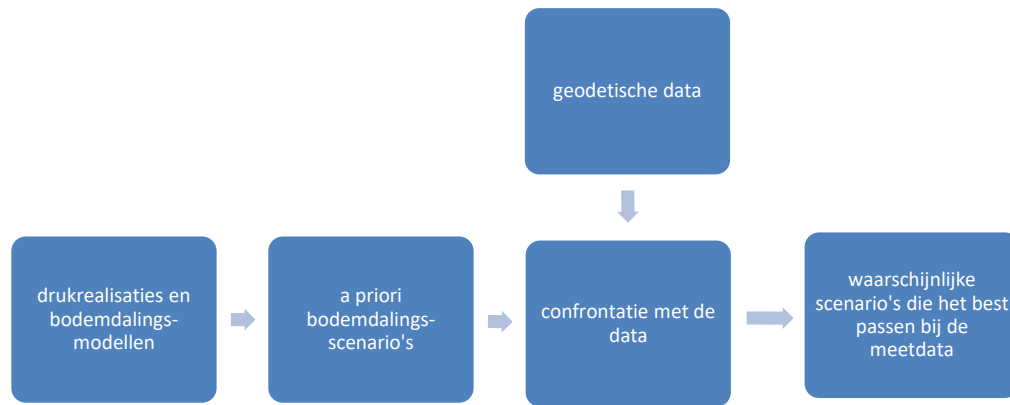 geodetische data
drukrealisaties en
bodemdalings-
modellen
a priori
bodemdalings-
scenario's
confrontatie met de
data
waarschijnlijke
scenario's die het best
passen bij de
meetdata